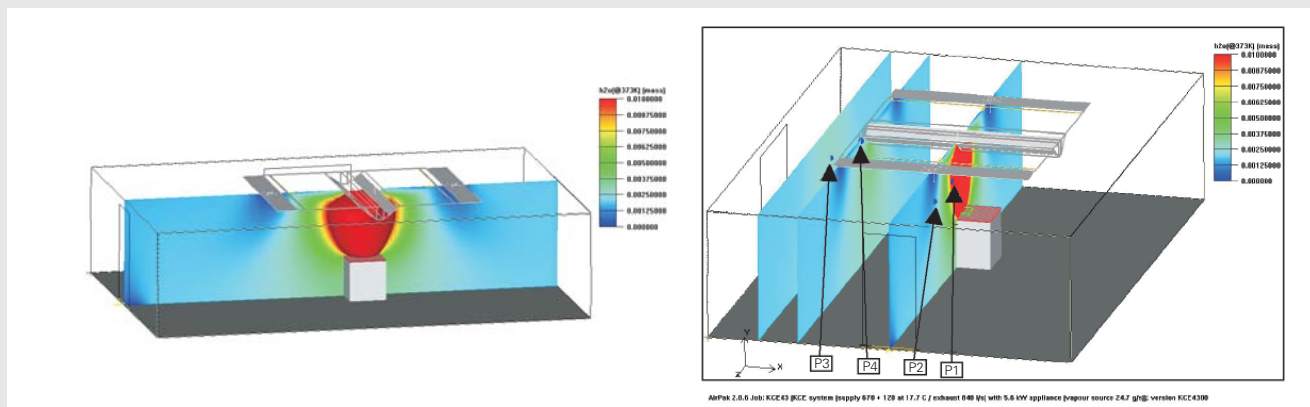 h2o(@373K) (mass)
0.0100000
0.00875000
0.00750000
0.00625000
0.00500000
0.00375000
0.00250000
0.00125000
0.000000
h2o(@373K) (mass)
0.0100000
0.00875000
0.00750000
0.00625000
0.00500000
0.00375000
0.00250000
0.00125000
0.000000
Y
X
Z
P3
P4
P2
P1
AirPak 2.0.6 Job: KCE43 (KCE system (supply 670 + 120 at 17.7 C / exhaust 840 l/s) with 5.6 kW appliance (vapour source 24.7 g/s)); version KCE4300